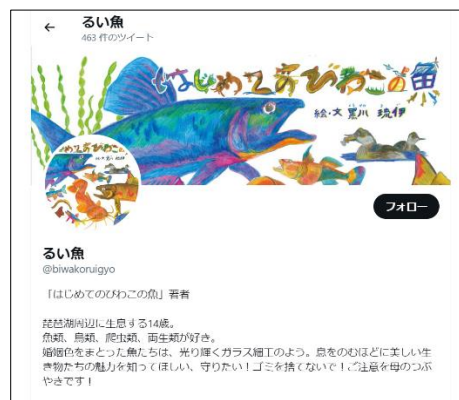 るい魚
463 件のツイート
はじめてのびわこの魚
絵・文 黒川 琉伊
フォロー
るい魚
@biwakoruigyo
「はじめてのびわこの魚」著者
琵琶湖周辺に生息する14歳。
魚類、鳥類、爬虫類、両生類が好き。
婚姻色をまとった魚たちは、光り輝くガラス細工のよう。息をのむほどに美しい生
き物たちの魅力を知ってほしい、守りたい！ゴミを捨てないで！ご注意を母のつぶ
やきです！